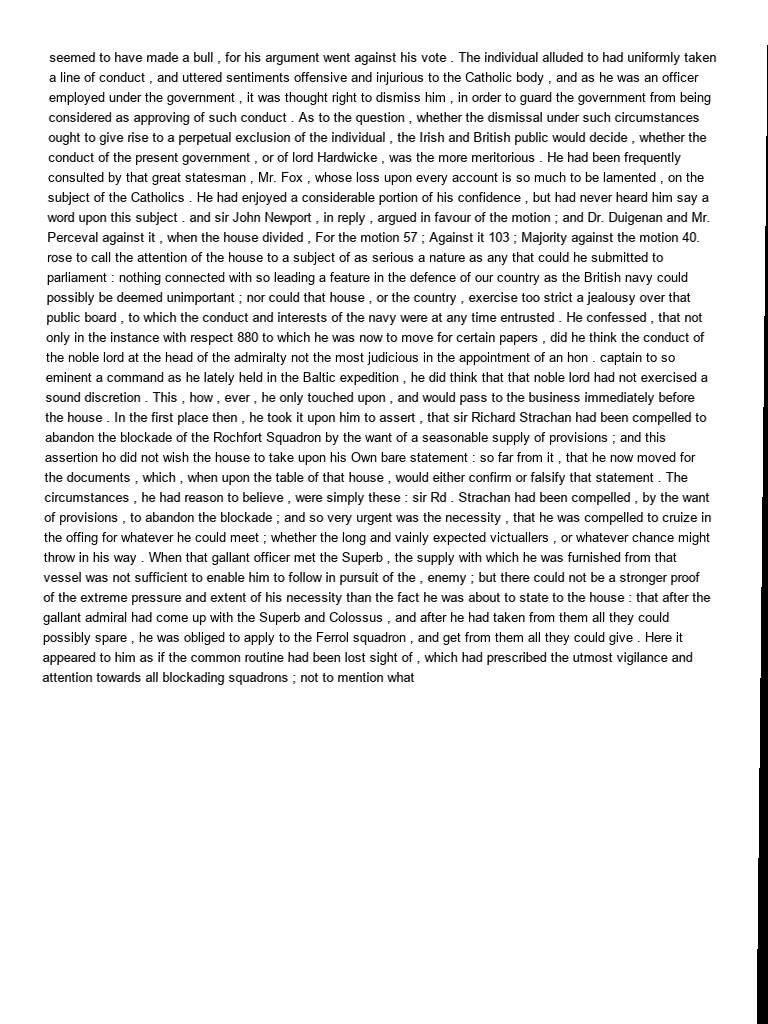 seemed to have made a bull , for his argument went against his vote . The individual alluded to had uniformly taken
a line of conduct , and uttered sentiments offensive and injurious to the Catholic body , and as he was an officer
employed under the government , it was thought right to dismiss him , in order to guard the government from being
considered as approving of such conduct . As to the question , whether the dismissal under such circumstances
ought to give rise to a perpetual exclusion of the individual , the Irish and British public would decide , whether the
conduct of the present government , or of lord Hardwicke , was the more meritorious . He had been frequently
consulted by that great statesman , Mr. Fox , whose loss upon every account is so much to be lamented , on the
subject of the Catholics . He had enjoyed a considerable portion of his confidence , but had never heard him say a
word upon this subject . and sir John Newport , in reply , argued in favour of the motion ; and Dr. Duigenan and Mr.
Perceval against it , when the house divided , For the motion 57 ; Against it 103 ; Majority against the motion 40.
rose to call the attention of the house to a subject of as serious a nature as any that could he submitted to
parliament : nothing connected with so leading a feature in the defence of our country as the British navy could
possibly be deemed unimportant ; nor could that house , or the country , exercise too strict a jealousy over that
public board , to which the conduct and interests of the navy were at any time entrusted . He confessed , that not
only in the instance with respect 880 to which he was now to move for certain papers , did he think the conduct of
the noble lord at the head of the admiralty not the most judicious in the appointment of an hon . captain to so
eminent a command as he lately held in the Baltic expedition , he did think that that noble lord had not exercised a
sound discretion . This , how , ever , he only touched upon , and would pass to the business immediately before
the house . In the first place then , he took it upon him to assert , that sir Richard Strachan had been compelled to
abandon the blockade of the Rochfort Squadron by the want of a seasonable supply of provisions ; and this
assertion ho did not wish the house to take upon his Own bare statement : so far from it , that he now moved for
the documents , which , when upon the table of that house , would either confirm or falsify that statement . The
circumstances , he had reason to believe , were simply these : sir Rd . Strachan had been compelled , by the want
of provisions , to abandon the blockade ; and so very urgent was the necessity , that he was compelled to cruize in
the offing for whatever he could meet ; whether the long and vainly expected victuallers , or whatever chance might
throw in his way . When that gallant officer met the Superb , the supply with which he was furnished from that
vessel was not sufficient to enable him to follow in pursuit of the , enemy ; but there could not be a stronger proof
of the extreme pressure and extent of his necessity than the fact he was about to state to the house : that after the
gallant admiral had come up with the Superb and Colossus , and after he had taken from them all they could
possibly spare , he was obliged to apply to the Ferrol squadron , and get from them all they could give . Here it
appeared to him as if the common routine had been lost sight of , which had prescribed the utmost vigilance and
attention towards all blockading squadrons ; not to mention what